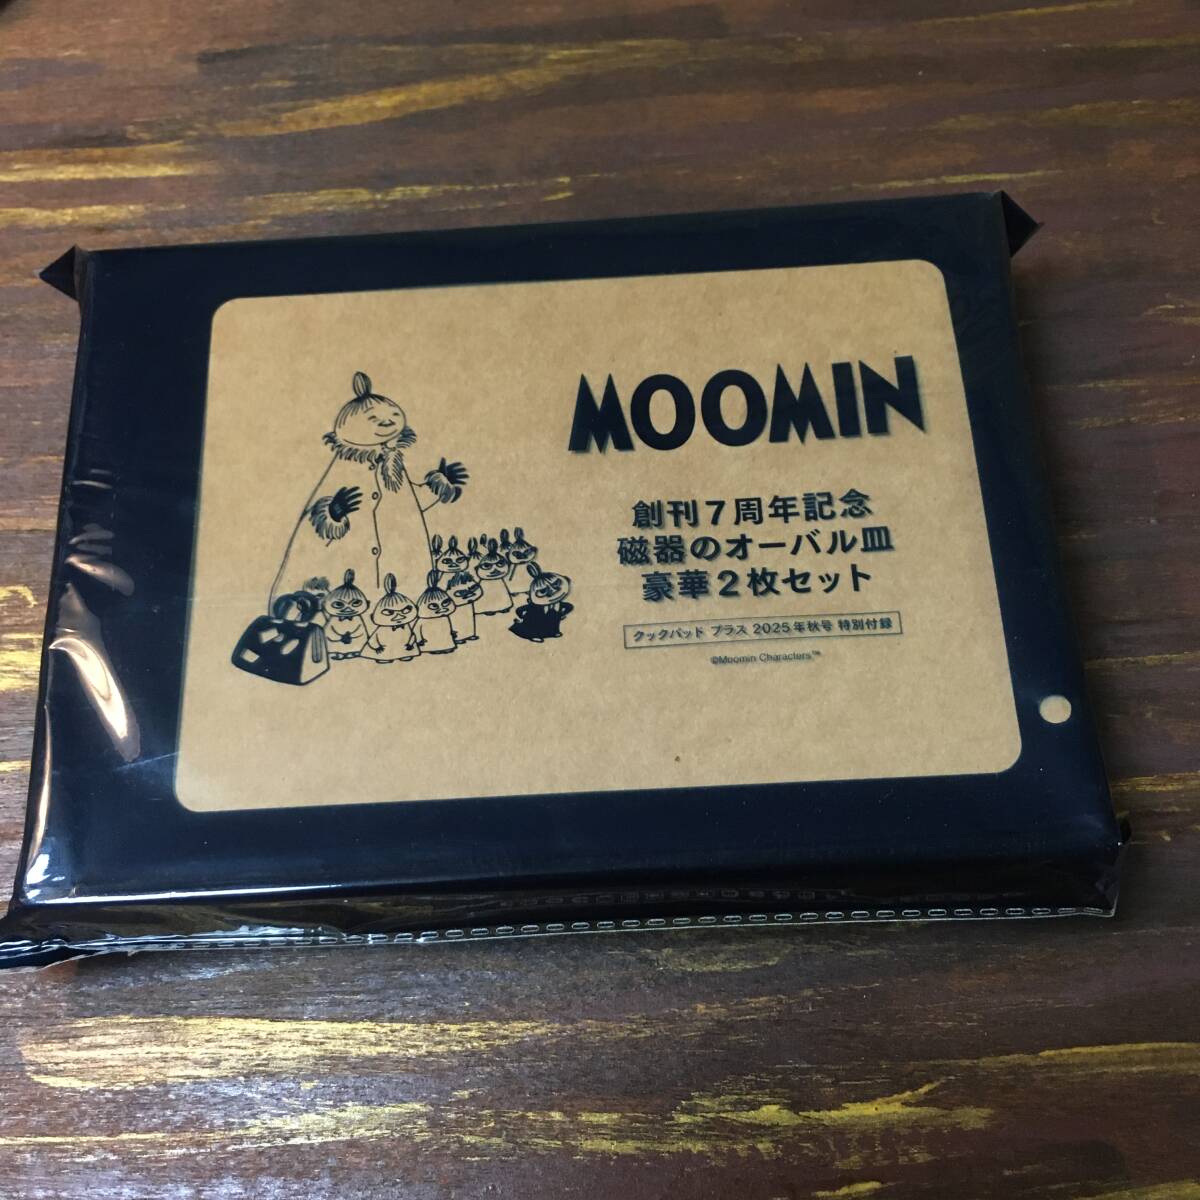 MOOMIN
創刊7周年記念
磁器のオーバル皿
豪華2枚セット
クックパッド プラス 2025年秋号 特別付録
©Moomin Characters™